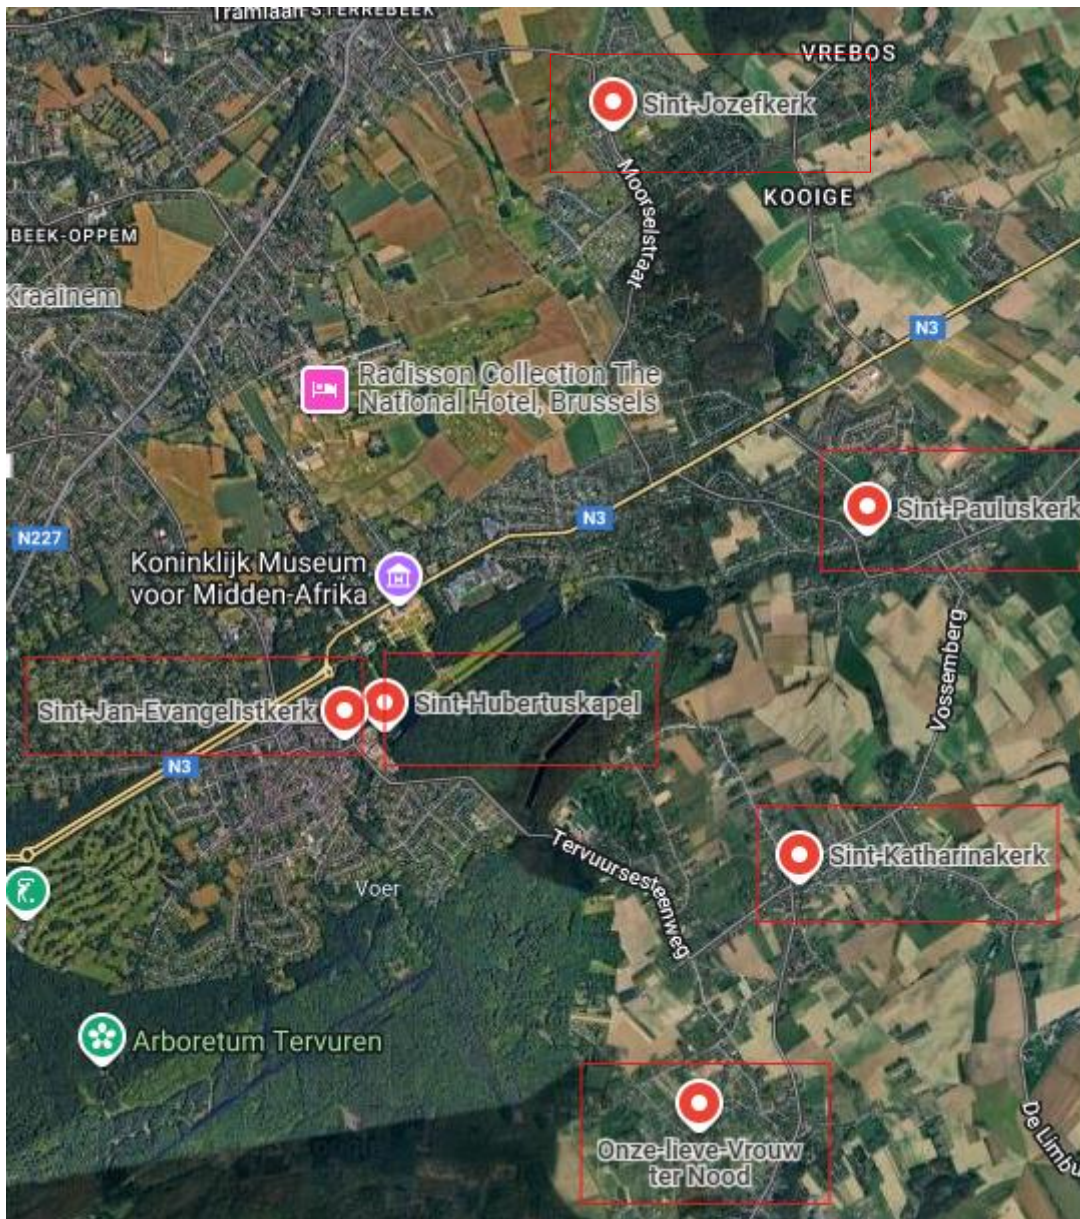 Tramlaan STERREBEEK
VREBOS
Sint-Jozefkerk
Moorselstraat
KOOIGE
BEEK-OPPEM
Kraainem
N3
Radisson Collection The
National Hotel, Brussels
Sint-Pauluskerk
N3
N227
Koninklijk Museum
voor Midden-Afrika
Vossemberg
Sint-Jan-Evangelistkerk
Sint-Hubertuskapel
N3
Tervuursesteenweg
Sint-Katharinakerk
Voer
Arboretum Tervuren
Onze-lieve-Vrouw
ter Nood
De Limbu